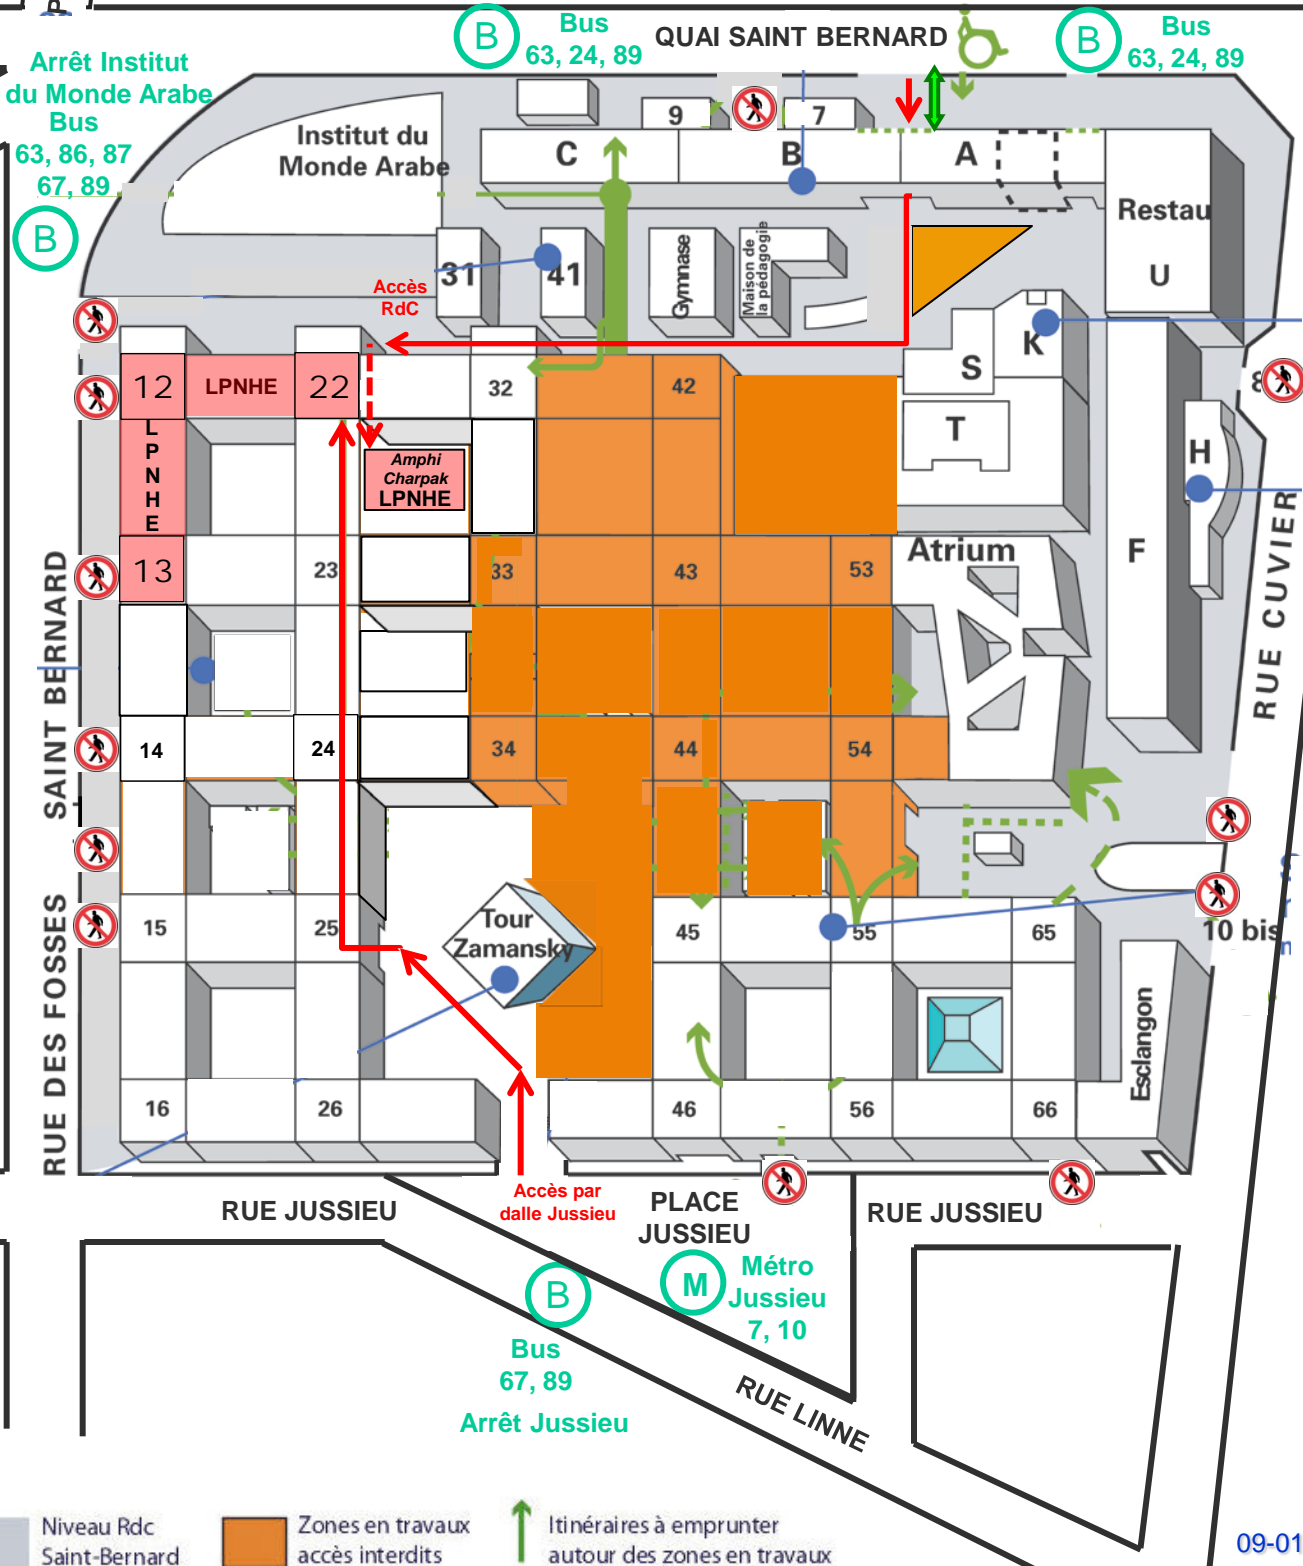 B
Bus
63, 24, 89
QUAI SAINT BERNARD
B
Bus
63, 24, 89
Arrêt Institut
du Monde Arabe
Bus
63, 86, 87
67, 89
B
Institut du
Monde Arabe
9
7
C
B
A
Restau
U
31
41
Gymnase
Maison de
la pédagogie
Accès
RdC
K
S
T
H
F
12
LPNHE
22
32
42
LPNHE
Amphi
Charpak
LPNHE
13
23
33
43
53
Atrium
14
24
34
44
54
SAINT BERNARD
RUE DES FOSSES
RUE CUVIER
15
25
Tour
Zamansky
45
55
65
10 bis
Esclangon
16
26
46
56
66
RUE JUSSIEU
Accès par
dalle Jussieu
PLACE
JUSSIEU
RUE JUSSIEU
M
Métro
Jussieu
7, 10
B
Bus
67, 89
Arrêt Jussieu
RUE LINNE
Niveau Rdc
Saint-Bernard
Zones en travaux
accès interdits
Itinéraires à emprunter
autour des zones en travaux
09-01